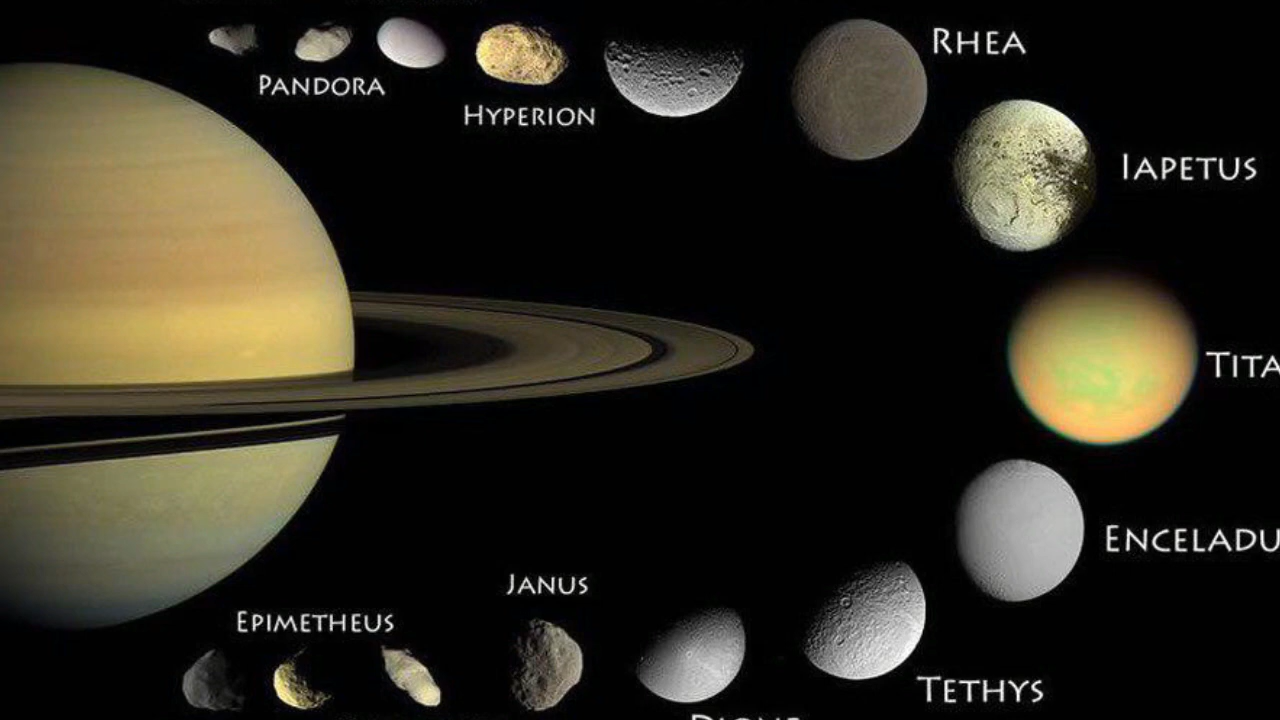 RHEA
PANDORA
HYPERION
IAPETUS
TITA
ENCELADU
JANUS
EPIMETHEUS
TETHYS